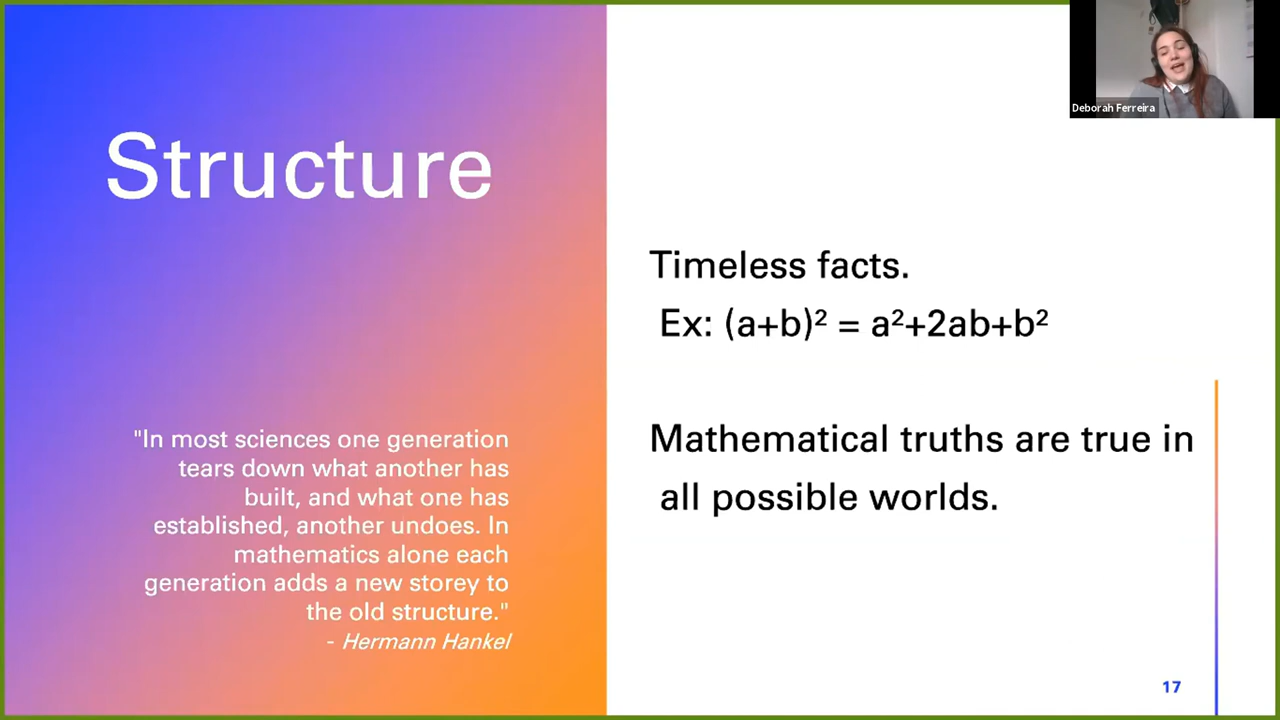 Structure
"In most sciences one generation
tears down what another has
built, and what one has
established, another undoes. In
mathematics alone each
generation adds a new storey to
the old structure."
- Hermann Hankel
Timeless facts.
Ex: (a+b)² = a²+2ab+b²
Mathematical truths are true in
all possible worlds.
17
Deborah Ferreira